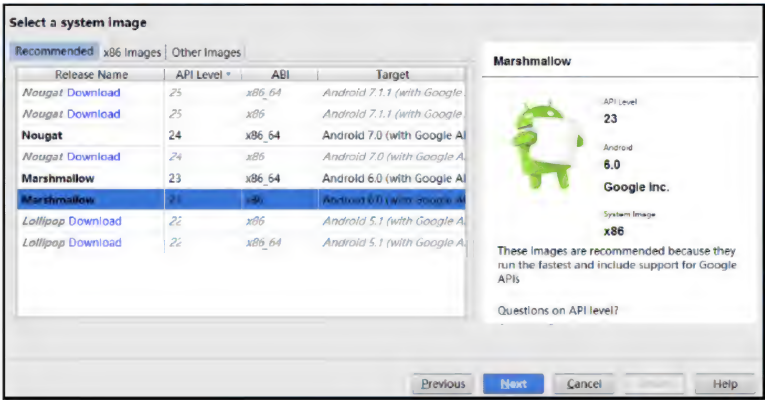 Select a system image
Recommended x86 Images Other Images
Release Name API Level ABI Target
Nougat Download 25 x86_64 Android 7.1.1 (with Google
Nougat Download 25 x86 Android 7.1.1 (with Google
Nougat 24 x86_64 Android 7.0 (with Google AI
Nougat Download 24 x86 Android 7.0 (with Google A
Marshmallow 23 x86_64 Android 6.0 (with Google AI
Marshmallow 23 x86 Android 6.0 (with Google AI
Lollipop Download 22 x86 Android 5.1 (with Google A
Lollipop Download 22 x86_64 Android 5.1 (with Google A
Marshmallow
API Level
23
Android
6.0
Google Inc.
System Image
x86
These images are recommended because they
run the fastest and include support for Google
APIs
Questions on API level?
Previous Next Cancel Help